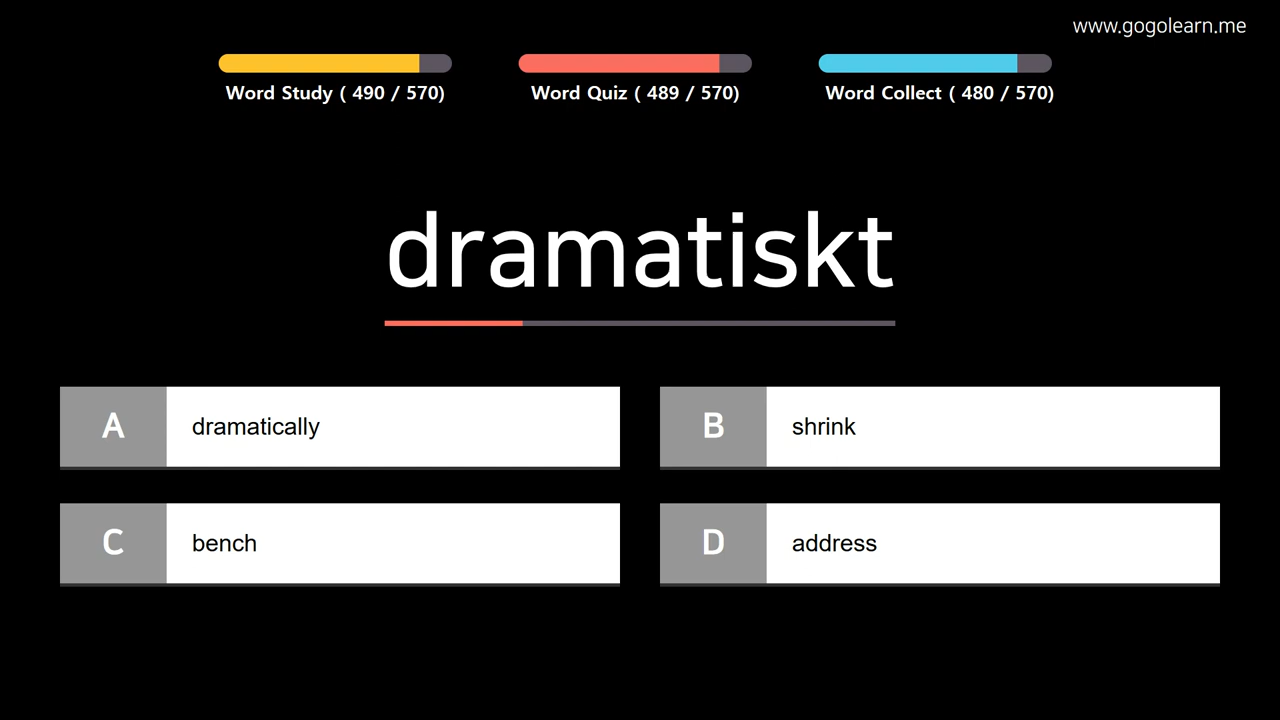 www.gogolearn.me
Word Study ( 490 / 570)
Word Quiz ( 489 / 570)
Word Collect ( 480 / 570)
dramatiskt
A dramatically
B shrink
C bench
D address